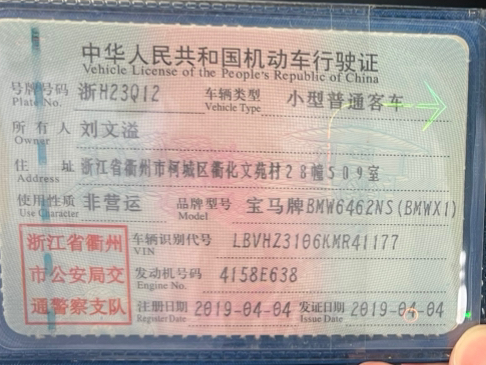 中华人民共和国机动车行驶证
Vehicle License of the People's Republic of China
号牌号码 浙H23Q12 车辆类型 小型普通客车
Plate No. Vehicle Type
所有人 刘文溢
Owner
住址 浙江省衢州市柯城区衢化文苑村28幢509室
Address
使用性质 非营运 品牌型号 宝马牌BMW6462NS(BMWX1)
Use Character Model
浙江省衢州
市公安局交
通警察支队
车辆识别代号 LBVHZ3106KMR41177
VIN
发动机号码 4158E638
Engine No.
注册日期 2019-04-04 发证日期 2019-04-04
Register Date Issue Date